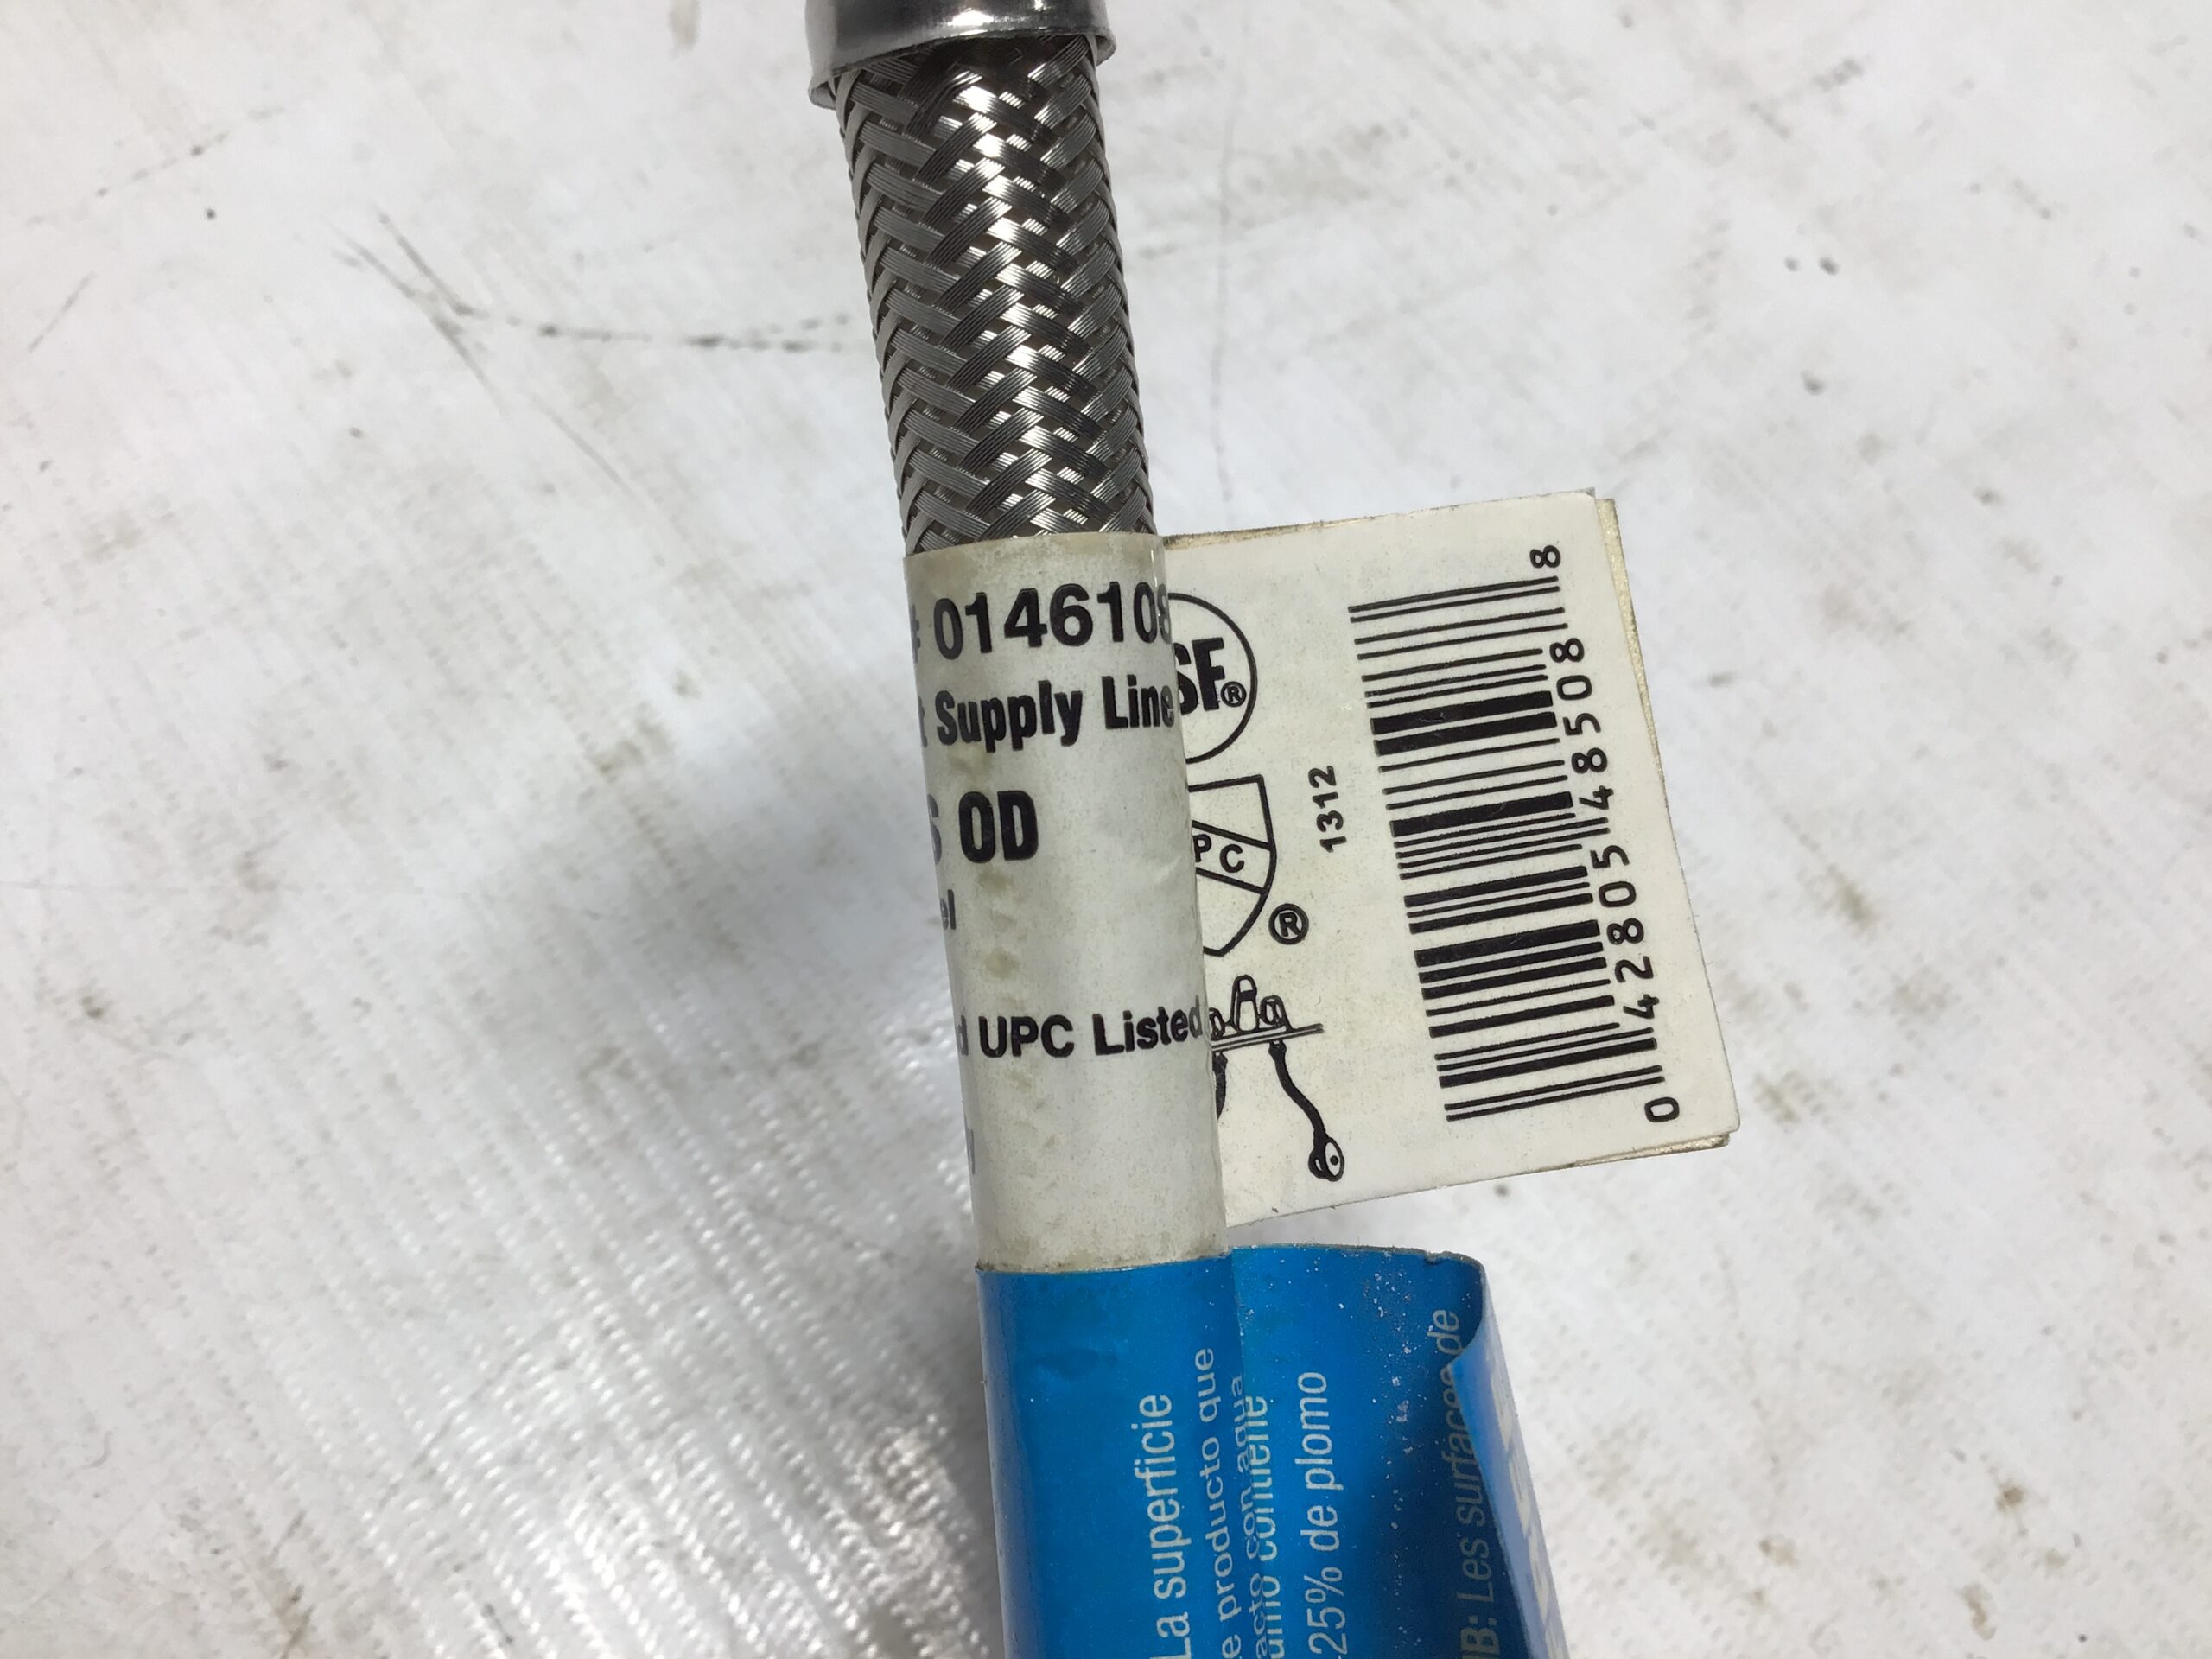 # 0146108
Supply Line
OD
UPC Listed
SF®
PC
®
1312
0 42805 48508 8
La superficie
producto que
con agua
contiene
25% de plomo
Les surfaces de